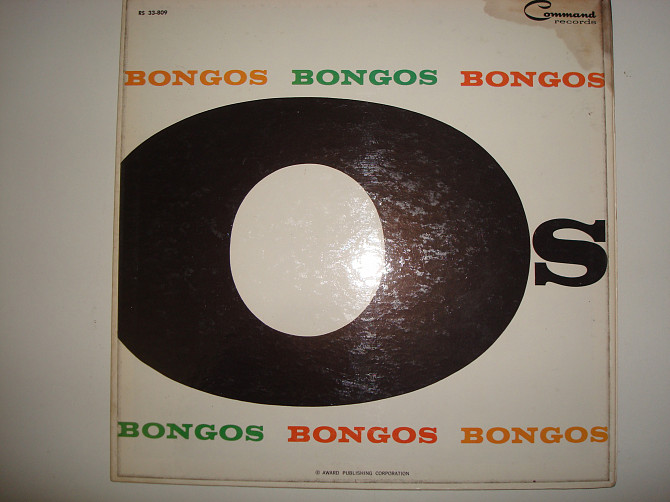 RS 33-809
Command
records
BONGOS BONGOS BONGOS
Os
BONGOS BONGOS BONGOS
© AWARD PUBLISHING CORPORATION